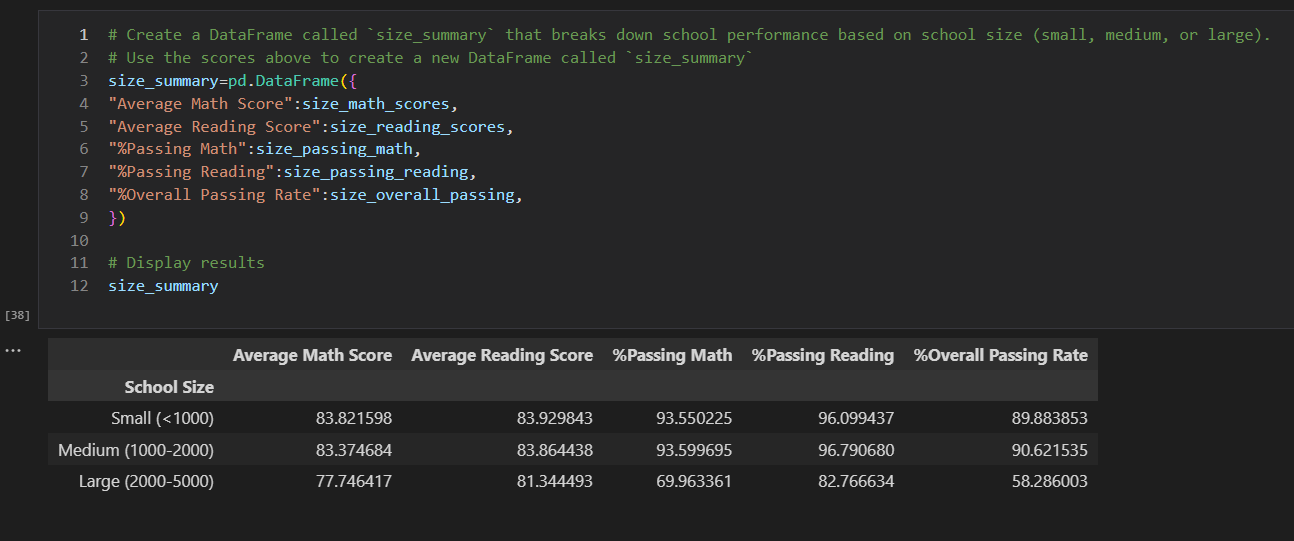 1 # Create a DataFrame called `size_summary` that breaks down school performance based on school size (small, medium, or large).
2 # Use the scores above to create a new DataFrame called `size_summary`
3 size_summary=pd.DataFrame({
4 "Average Math Score":size_math_scores,
5 "Average Reading Score":size_reading_scores,
6 "%Passing Math":size_passing_math,
7 "%Passing Reading":size_passing_reading,
8 "%Overall Passing Rate":size_overall_passing,
9 })
10
11 # Display results
12 size_summary
[38]
...
Average Math Score Average Reading Score %Passing Math %Passing Reading %Overall Passing Rate
School Size
Small (<1000) 83.821598 83.929843 93.550225 96.099437 89.883853
Medium (1000-2000) 83.374684 83.864438 93.599695 96.790680 90.621535
Large (2000-5000) 77.746417 81.344493 69.963361 82.766634 58.286003